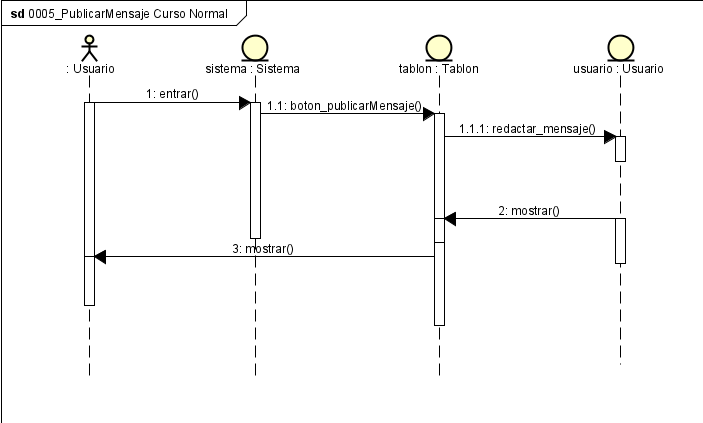 sd 0005_PublicarMensaje Curso Normal
: Usuario
sistema : Sistema
tablon : Tablon
usuario : Usuario
1: entrar()
1.1: boton_publicarMensaje()
1.1.1: redactar_mensaje()
2: mostrar()
3: mostrar()